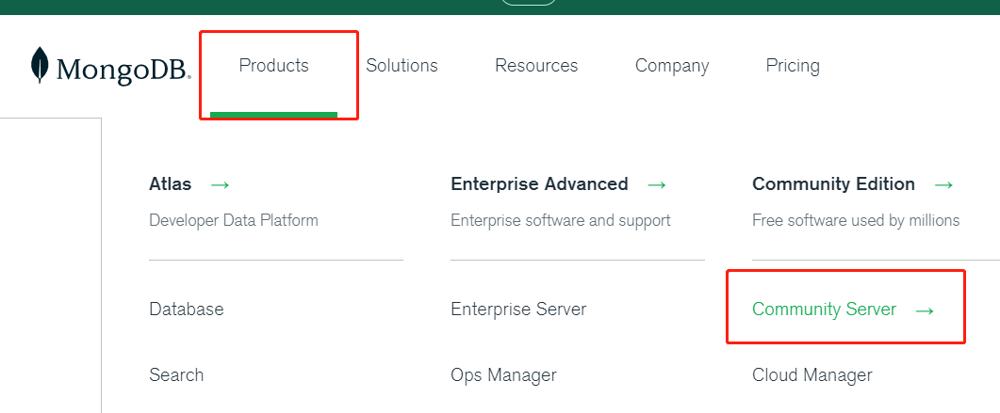 MongoDB.
Products
Solutions
Resources
Company
Pricing
Atlas →
Enterprise Advanced →
Community Edition →
Developer Data Platform
Enterprise software and support
Free software used by millions
Database
Enterprise Server
Community Server →
Search
Ops Manager
Cloud Manager